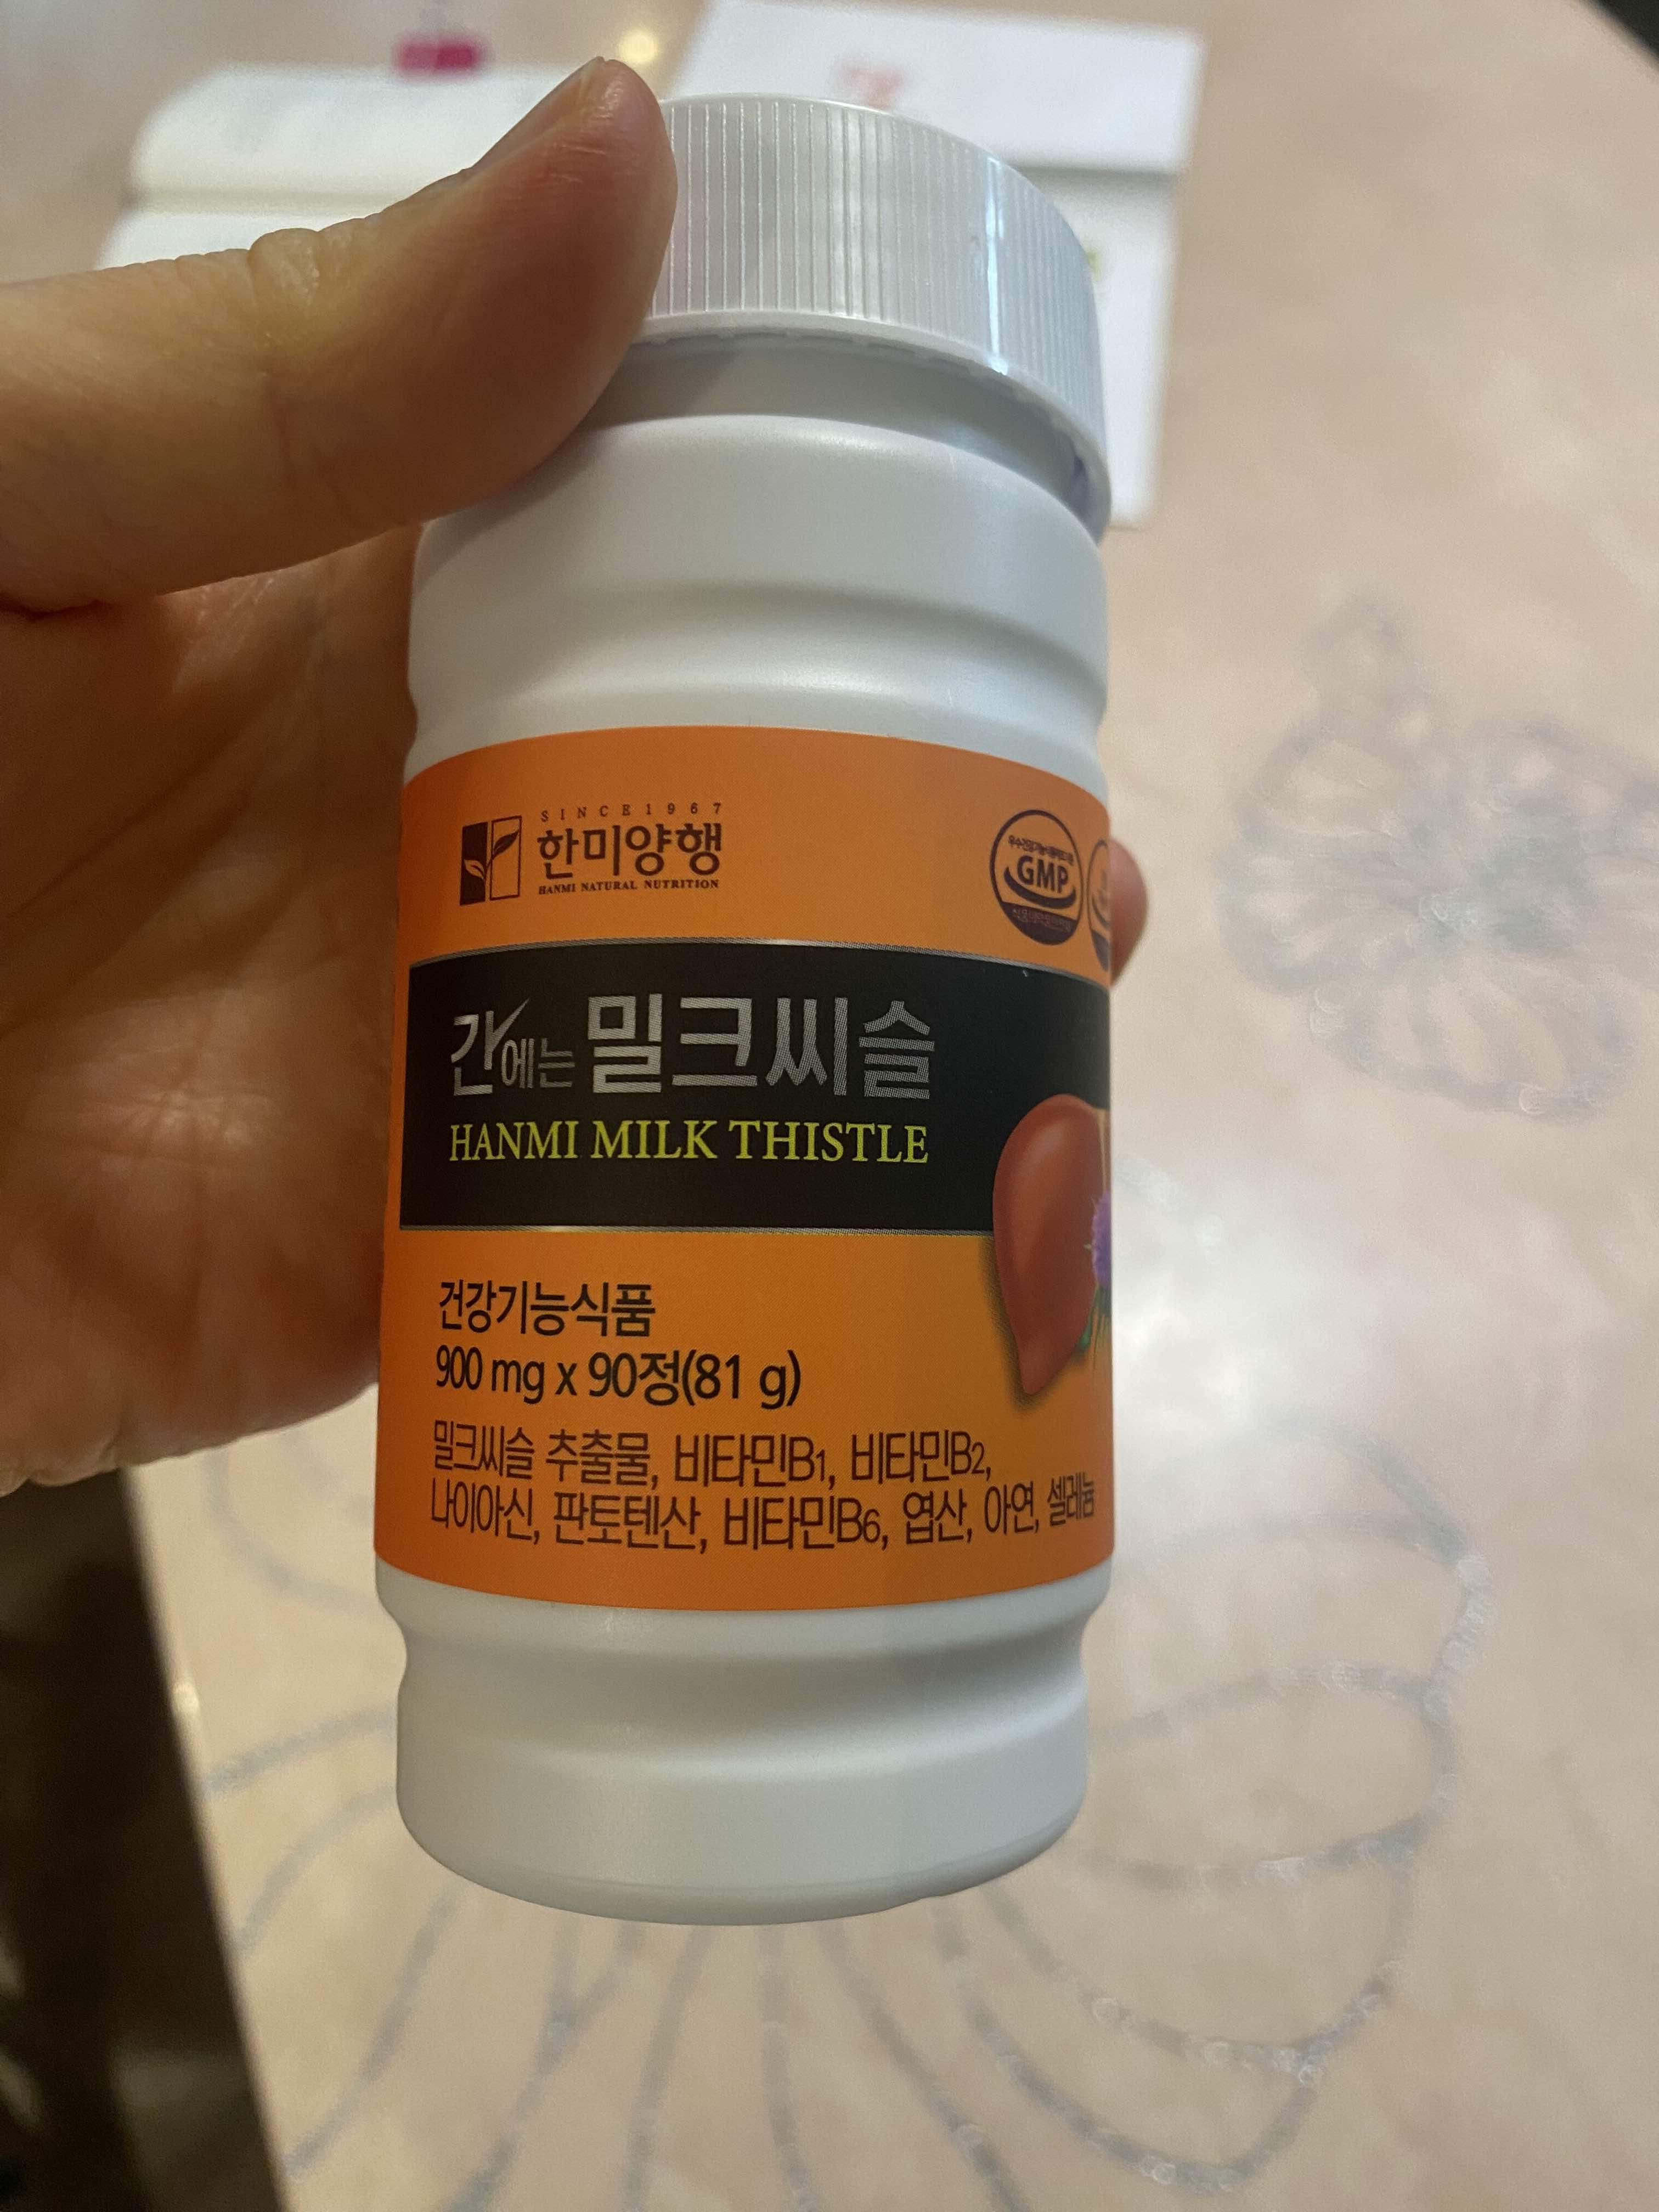 SINCE 1967
한미양행
HANMI NATURAL NUTRITION
GMP
간에는 밀크씨슬
HANMI MILK THISTLE
건강기능식품
900 mg x 90정(81 g)
밀크씨슬 추출물, 비타민B1, 비타민B2,
나이아신, 판토텐산, 비타민B6, 엽산, 아연, 셀레늄